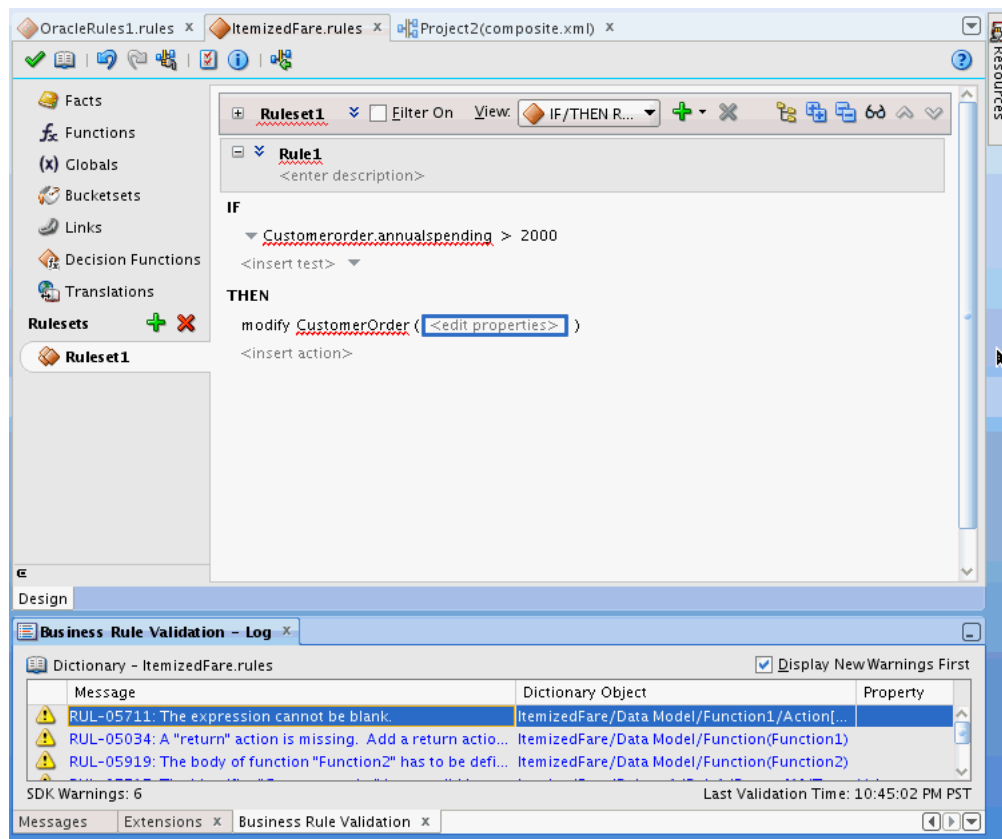 OracleRules1.rules x ItemizedFare.rules x Project2(composite.xml) x
Resources
Facts
Functions
(x) Globals
Bucketsets
Links
Decision Functions
Translations
Rulesets
Ruleset1
Ruleset1 Filter On View: IF/THEN R...
Rule1
<enter description>
IF
Customerorder.annualspending > 2000
<insert test>
THEN
modify CustomerOrder ( <edit properties> )
<insert action>
Design
Business Rule Validation - Log x
Dictionary - ItemizedFare.rules Display New Warnings First
Message Dictionary Object Property
RUL-05711: The expression cannot be blank. ItemizedFare/Data Model/Function1/Action[...
RUL-05034: A "return" action is missing. Add a return actio... ItemizedFare/Data Model/Function(Function1)
RUL-05919: The body of function "Function2" has to be defi... ItemizedFare/Data Model/Function(Function2)
SDK Warnings: 6 Last Validation Time: 10:45:02 PM PST
Messages Extensions x Business Rule Validation x